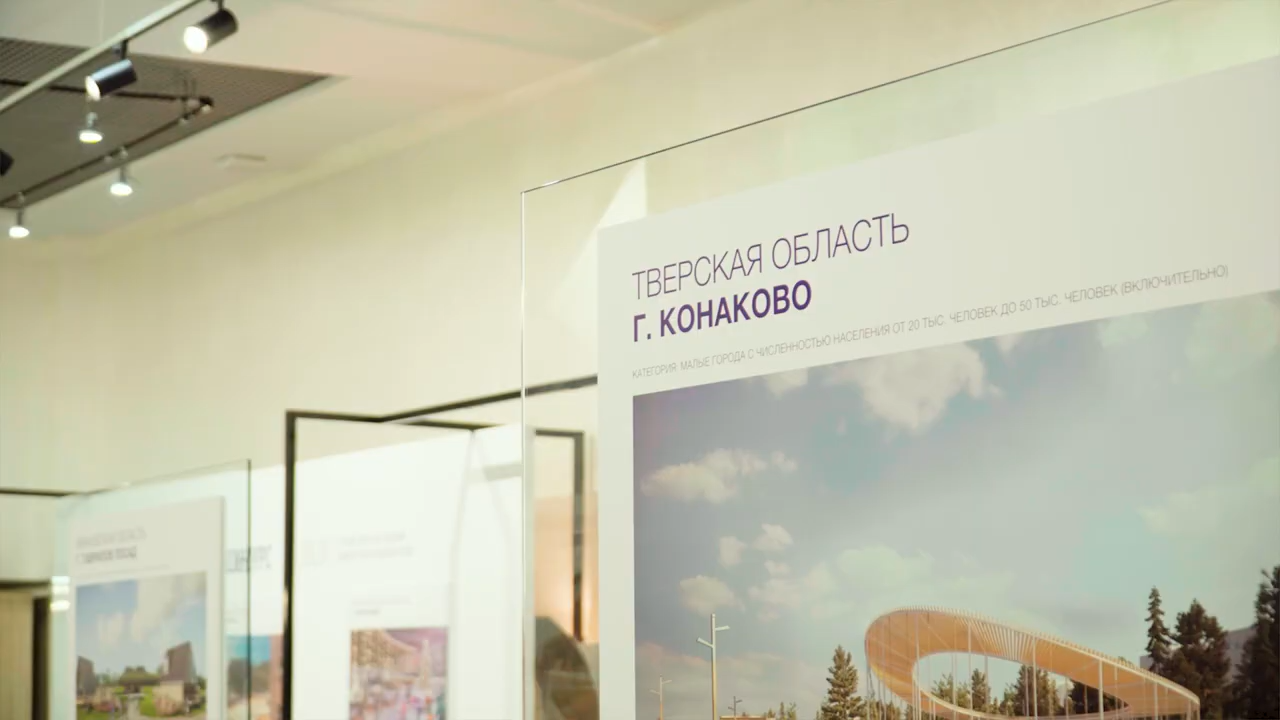 ТВЕРСКАЯ ОБЛАСТЬ
Г. КОНАКОВО
КАТЕГОРИЯ: МАЛЫЕ ГОРОДА С ЧИСЛЕННОСТЬЮ НАСЕЛЕНИЯ ОТ 20 ТЫС. ЧЕЛОВЕК ДО 50 ТЫС. ЧЕЛОВЕК (ВКЛЮЧИТЕЛЬНО)